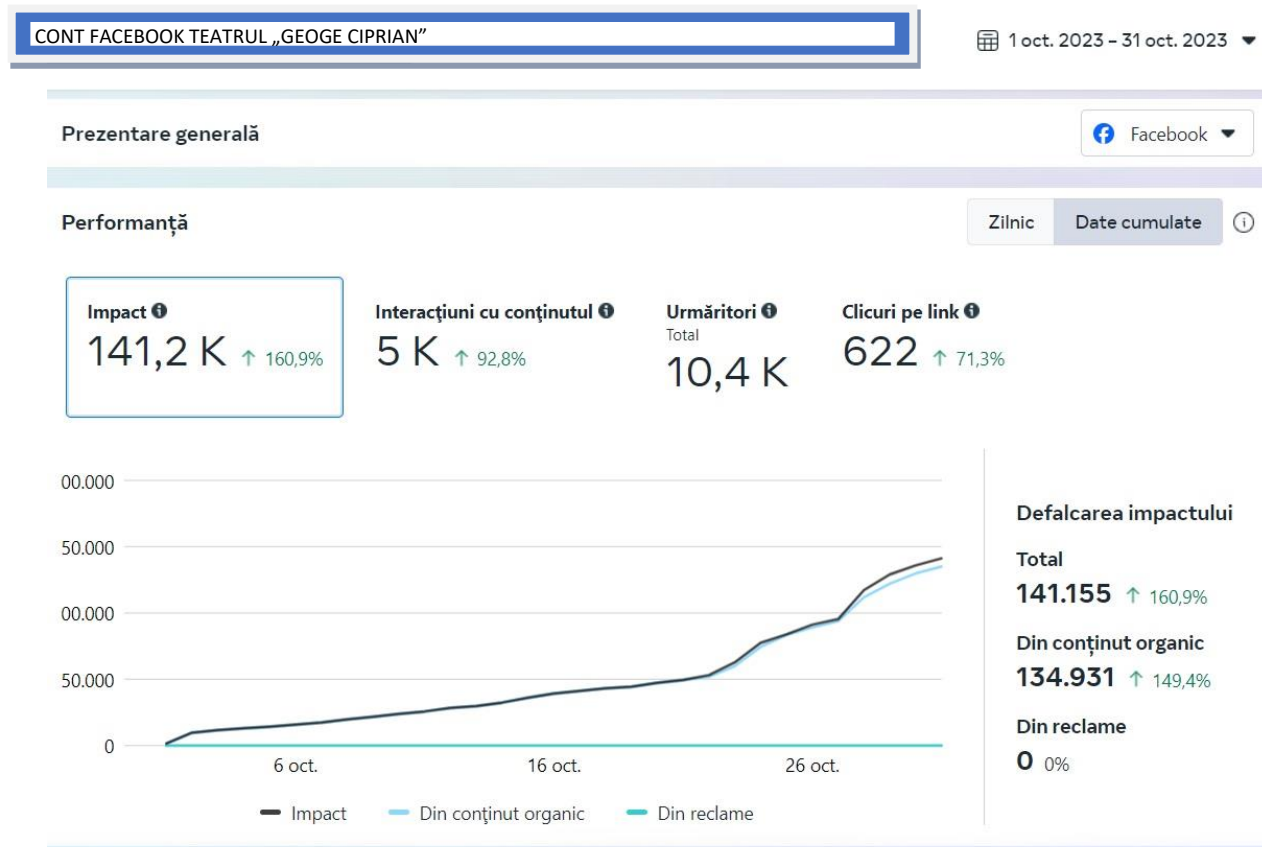 CONT FACEBOOK TEATRUL „GEOGE CIPRIAN”
1 oct. 2023 – 31 oct. 2023
Prezentare generală
Facebook
Performanță
Zilnic
Date cumulate
Impact
141,2 K ↑ 160,9%
Interacțiuni cu conținutul
5 K ↑ 92,8%
Urmăritori
Total
10,4 K
Clicuri pe link
622 ↑ 71,3%
00.000
50.000
00.000
50.000
0
6 oct.
16 oct.
26 oct.
Impact
Din conținut organic
Din reclame
Defalcarea impactului
Total
141.155 ↑ 160,9%
Din conținut organic
134.931 ↑ 149,4%
Din reclame
0 0%